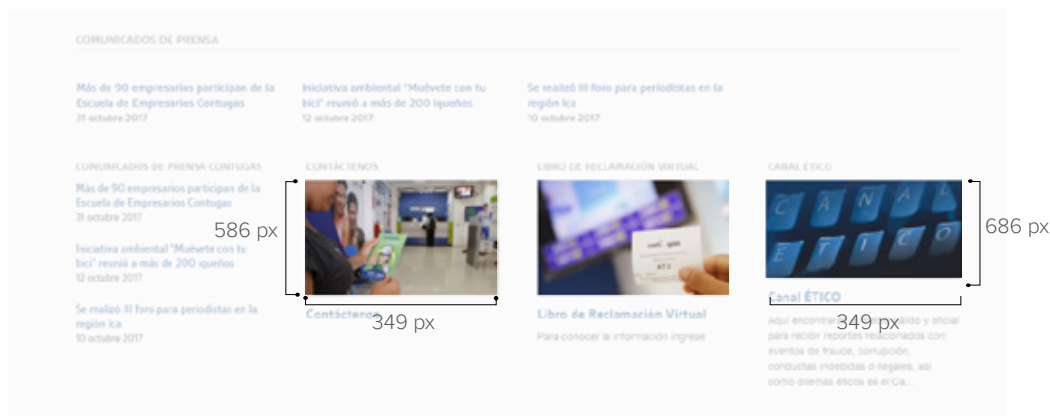 COMUNICADOS DE PRENSA
Más de 90 empresarios participan de la
Escuela de Empresarios Contugas
31 octubre 2017
Iniciativa ambiental "Muévete con tu
bici" reunió a más de 200 iqueños
12 octubre 2017
Se realizó III foro para periodistas en la
región Ica
10 octubre 2017
COMUNICADOS DE PRENSA CONTUGAS
Más de 90 empresarios participan de la
Escuela de Empresarios Contugas
31 octubre 2017
Iniciativa ambiental "Muévete con tu
bici" reunió a más de 200 iqueños
12 octubre 2017
Se realizó III foro para periodistas en la
región Ica
10 octubre 2017
CONTÁCTENOS
586 px
Contáctenos
349 px
LIBRO DE RECLAMACIÓN VIRTUAL
Libro de Reclamación Virtual
Para conocer la información ingrese
CANAL ÉTICO
CANAL
ÉTICO
686 px
Canal ÉTICO
349 px
Aquí y oficial
para recibir reportes relacionados con
eventos de fraude, corrupción,
conductas indebidas o ilegales, así
como dilemas éticos es el Ca...